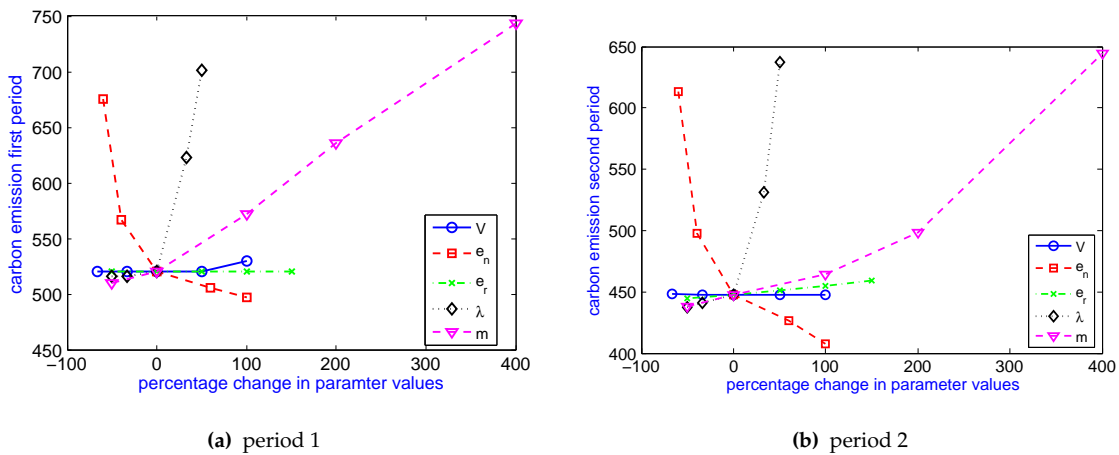 750
700
650
600
550
500
450
−100
0
100
200
300
400
carbon emission first period
percentage change in paramter values
V
e_n
e_r
λ
m
(a) period 1
650
600
550
500
450
400
−100
0
100
200
300
400
carbon emission second period
percentage change in parameter values
V
e_n
e_r
λ
m
(b) period 2